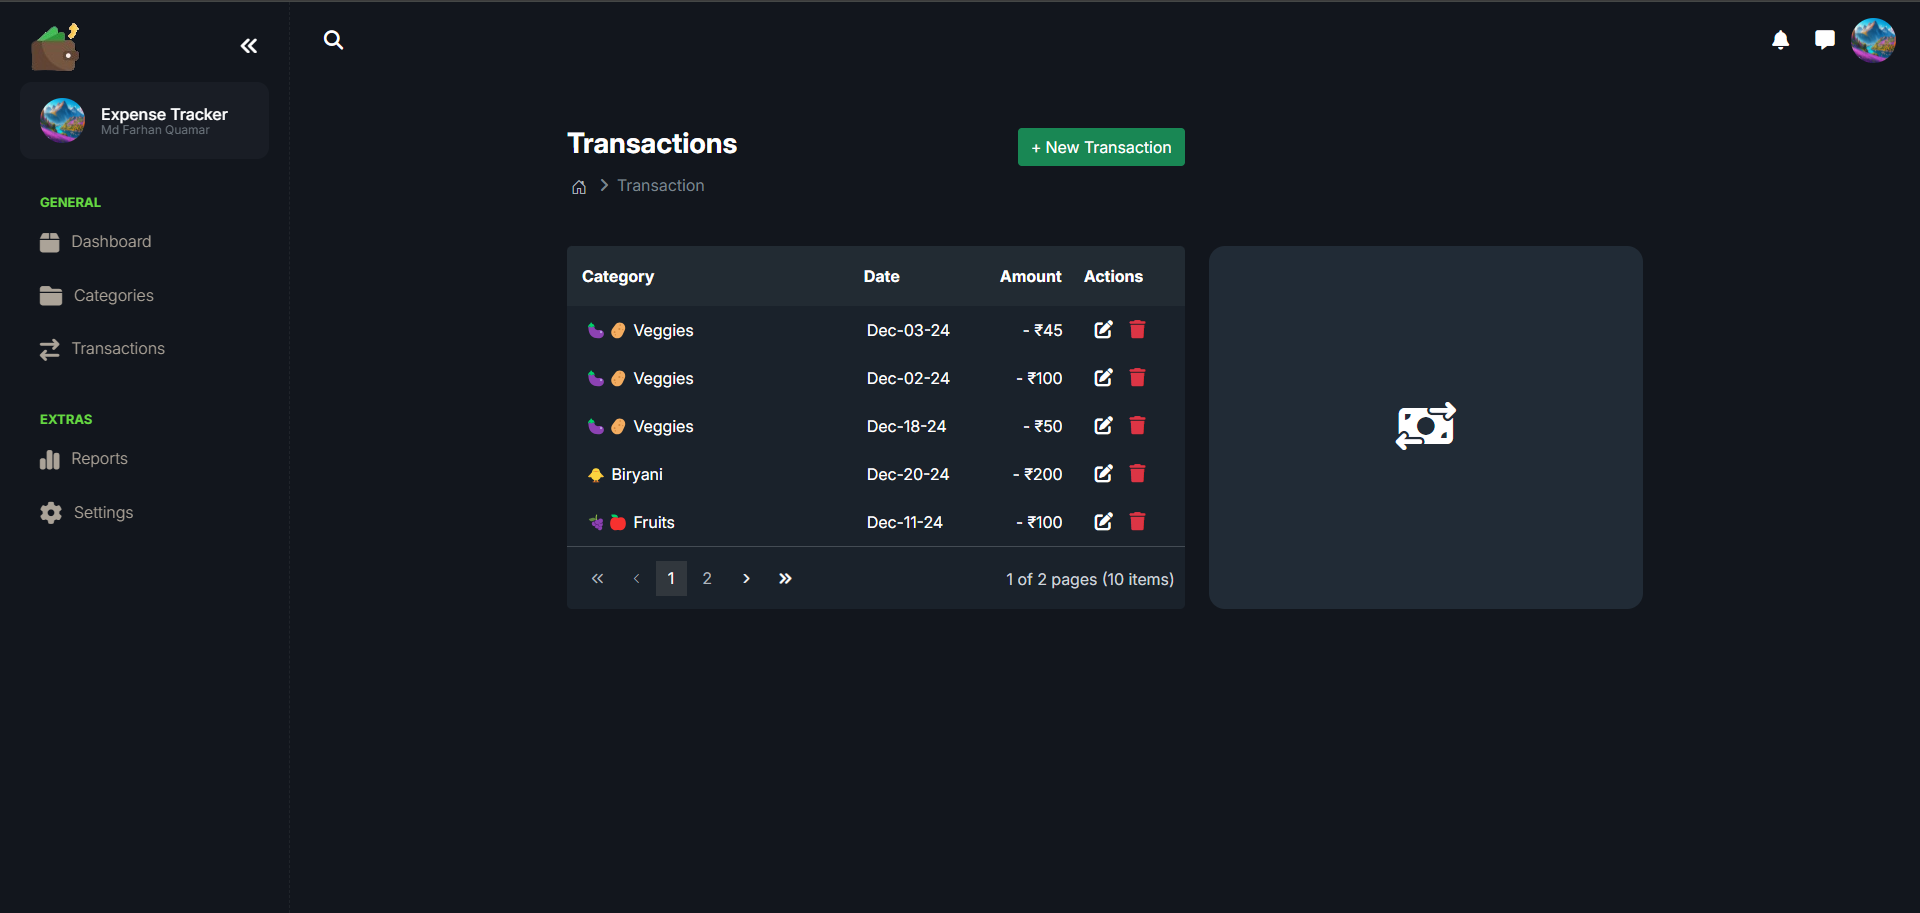 Expense Tracker
Md Farhan Quamar
GENERAL
Dashboard
Categories
Transactions
EXTRAS
Reports
Settings
Transactions
+ New Transaction
Transaction
Category Date Amount Actions
🍆 🥔 Veggies Dec-03-24 - ₹45
🍆 🥔 Veggies Dec-02-24 - ₹100
🍆 🥔 Veggies Dec-18-24 - ₹50
🐥 Biryani Dec-20-24 - ₹200
🍇 🍎 Fruits Dec-11-24 - ₹100
« ‹ 1 2 › » 1 of 2 pages (10 items)